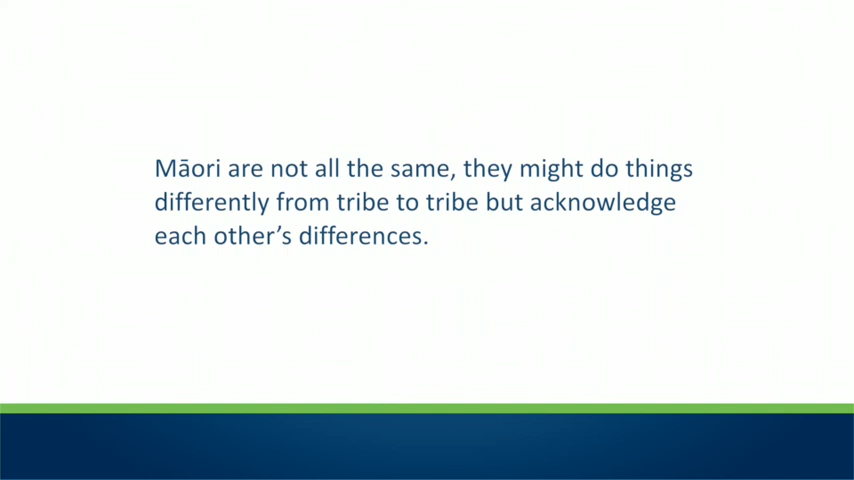 Māori are not all the same, they might do things
differently from tribe to tribe but acknowledge
each other’s differences.